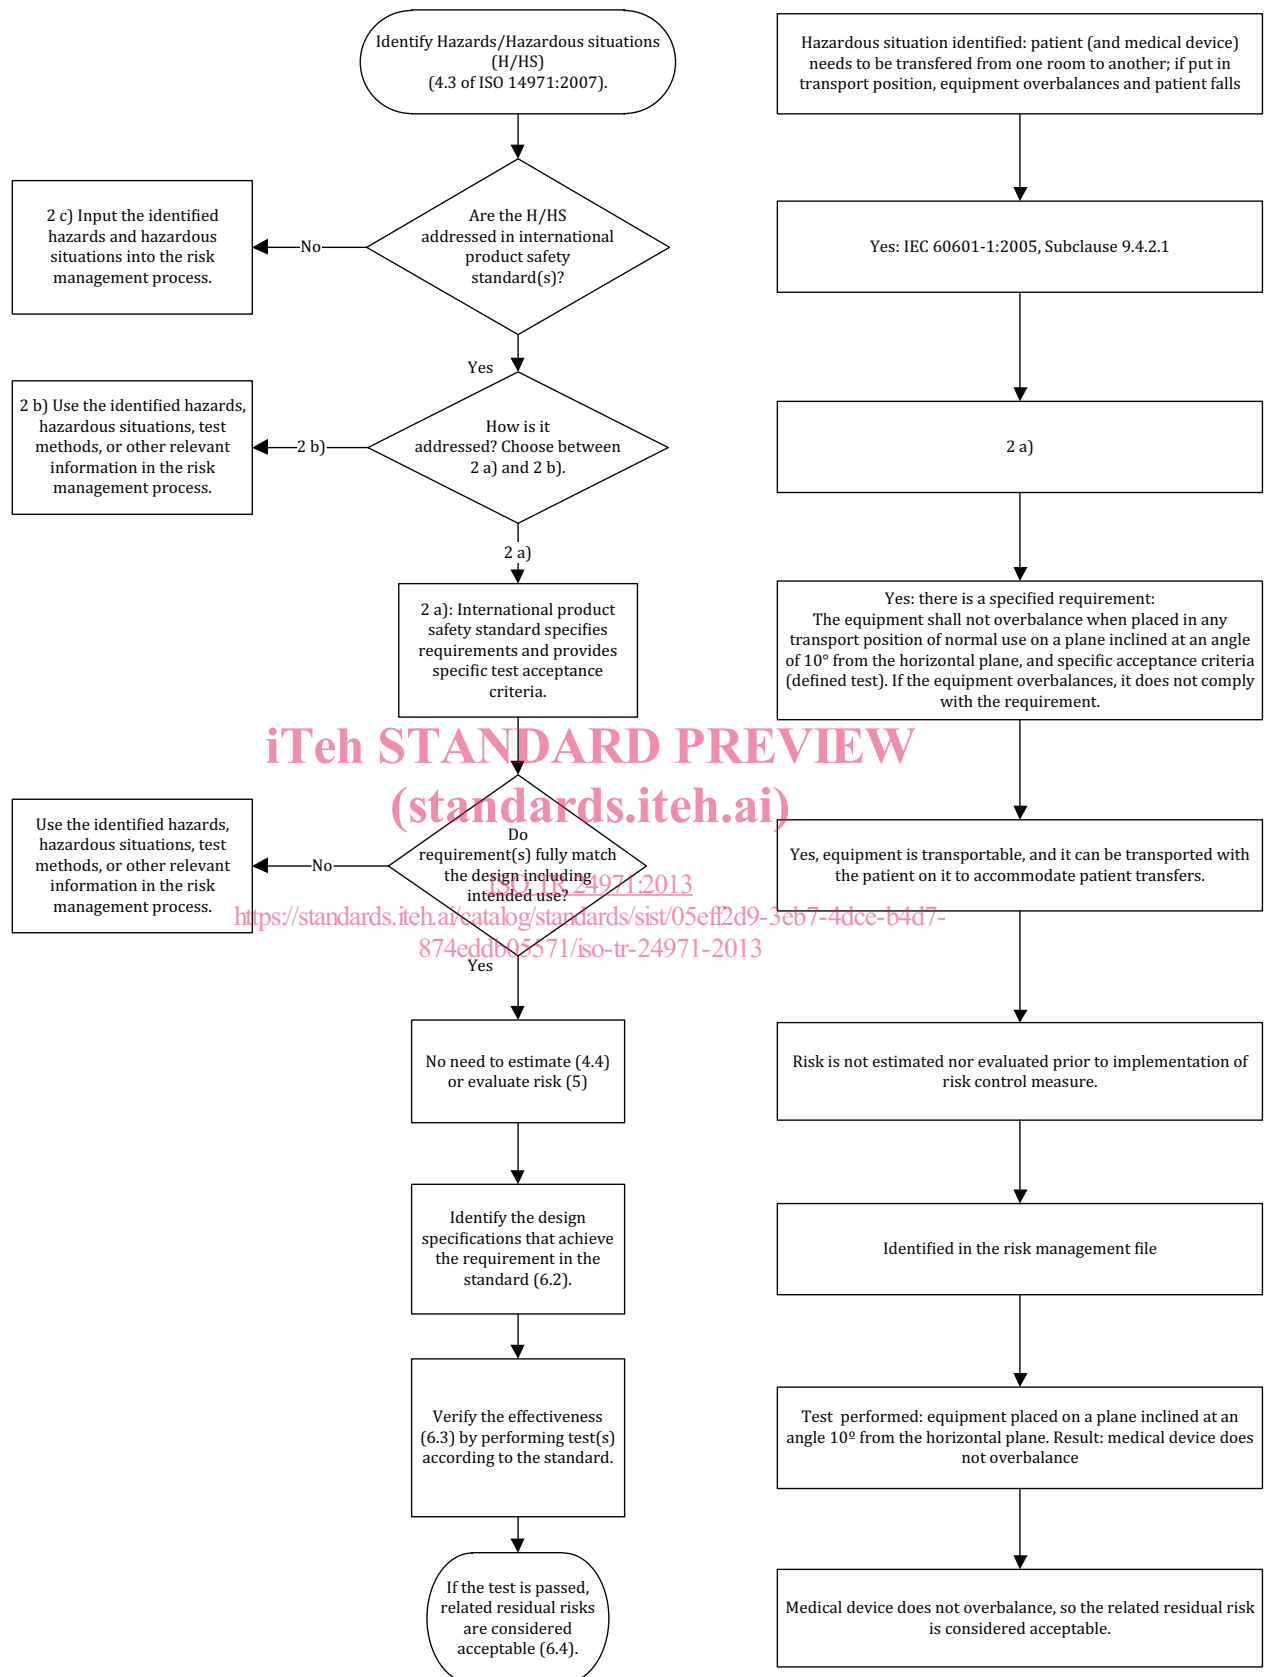 Identify Hazards/Hazardous situations
(H/HS)
(4.3 of ISO 14971:2007).
Are the H/HS
addressed in international
product safety
standard(s)?
No
2 c) Input the identified
hazards and hazardous
situations into the risk
management process.
Yes
How is it
addressed? Choose between
2 a) and 2 b).
2 b)
2 b) Use the identified hazards,
hazardous situations, test
methods, or other relevant
information in the risk
management process.
2 a)
2 a): International product
safety standard specifies
requirements and provides
specific test acceptance
criteria.
Do
requirement(s) fully match
the design including
intended use?
No
Use the identified hazards,
hazardous situations, test
methods, or other relevant
information in the risk
management process.
Yes
No need to estimate (4.4)
or evaluate risk (5)
Identify the design
specifications that achieve
the requirement in the
standard (6.2).
Verify the effectiveness
(6.3) by performing test(s)
according to the standard.
If the test is passed,
related residual risks
are considered
acceptable (6.4).
Hazardous situation identified: patient (and medical device)
needs to be transfered from one room to another; if put in
transport position, equipment overbalances and patient falls
Yes: IEC 60601-1:2005, Subclause 9.4.2.1
2 a)
Yes: there is a specified requirement:
The equipment shall not overbalance when placed in any
transport position of normal use on a plane inclined at an angle
of 10° from the horizontal plane, and specific acceptance criteria
(defined test). If the equipment overbalances, it does not comply
with the requirement.
Yes, equipment is transportable, and it can be transported with
the patient on it to accommodate patient transfers.
Risk is not estimated nor evaluated prior to implementation of
risk control measure.
Identified in the risk management file
Test performed: equipment placed on a plane inclined at an
angle 10º from the horizontal plane. Result: medical device does
not overbalance
Medical device does not overbalance, so the related residual risk
is considered acceptable.
iTeh STANDARD PREVIEW
(standards.iteh.ai)
ISO/TR 24971:2013
https://standards.iteh.ai/catalog/standards/sist/05eff2d9-3eb7-4dce-b4d7-
874eddb05571/iso-tr-24971-2013